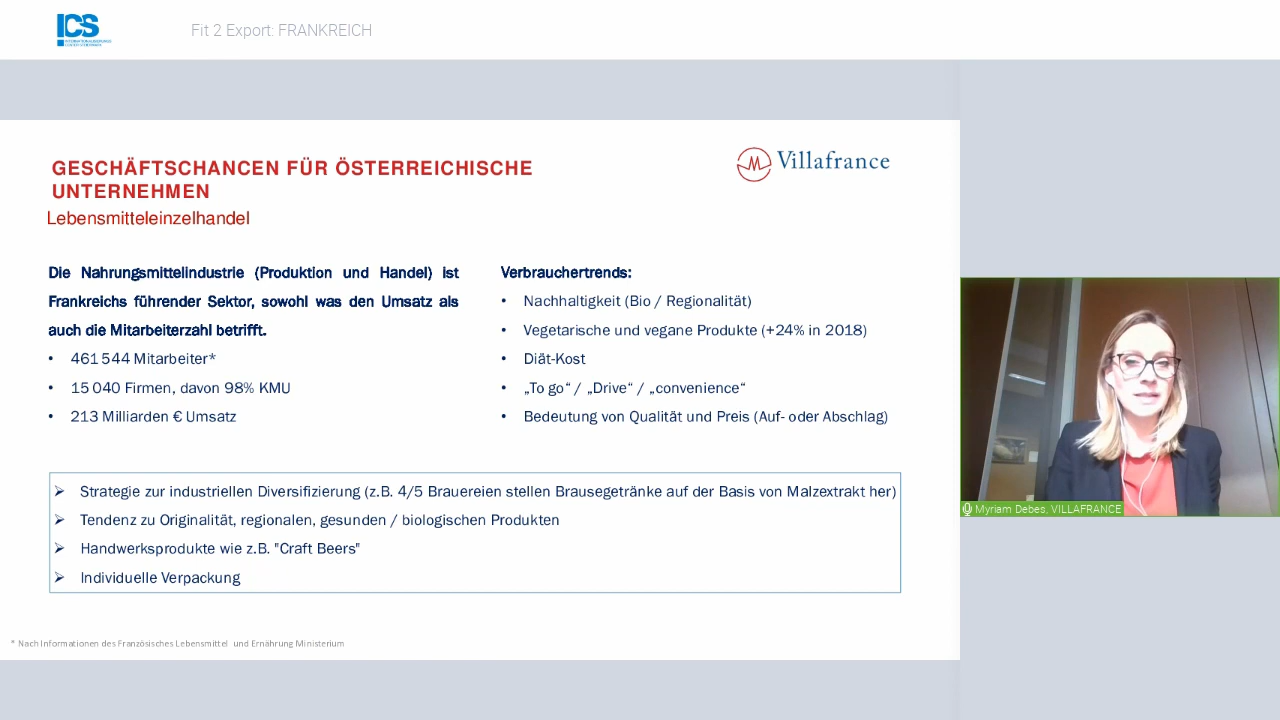 ICS
Fit 2 Export: FRANKREICH
GESCHÄFTSCHANCEN FÜR ÖSTERREICHISCHE
UNTERNEHMEN
Lebensmitteleinzelhandel
Villafrance
Die Nahrungsmittelindustrie (Produktion und Handel) ist
Frankreichs führender Sektor, sowohl was den Umsatz als
auch die Mitarbeiterzahl betrifft.
• 461 544 Mitarbeiter*
• 15 040 Firmen, davon 98% KMU
• 213 Milliarden € Umsatz
Verbrauchertrends:
• Nachhaltigkeit (Bio / Regionalität)
• Vegetarische und vegane Produkte (+24% in 2018)
• Diät-Kost
• „To go“ / „Drive“ / „convenience“
• Bedeutung von Qualität und Preis (Auf- oder Abschlag)
➢ Strategie zur industriellen Diversifizierung (z.B. 4/5 Brauereien stellen Brausegetränke auf der Basis von Malzextrakt her)
➢ Tendenz zu Originalität, regionalen, gesunden / biologischen Produkten
➢ Handwerksprodukte wie z.B. "Craft Beers"
➢ Individuelle Verpackung
* Nach Informationen des Französisches Lebensmittel und Ernährung Ministerium
Myriam Debes, VILLAFRANCE